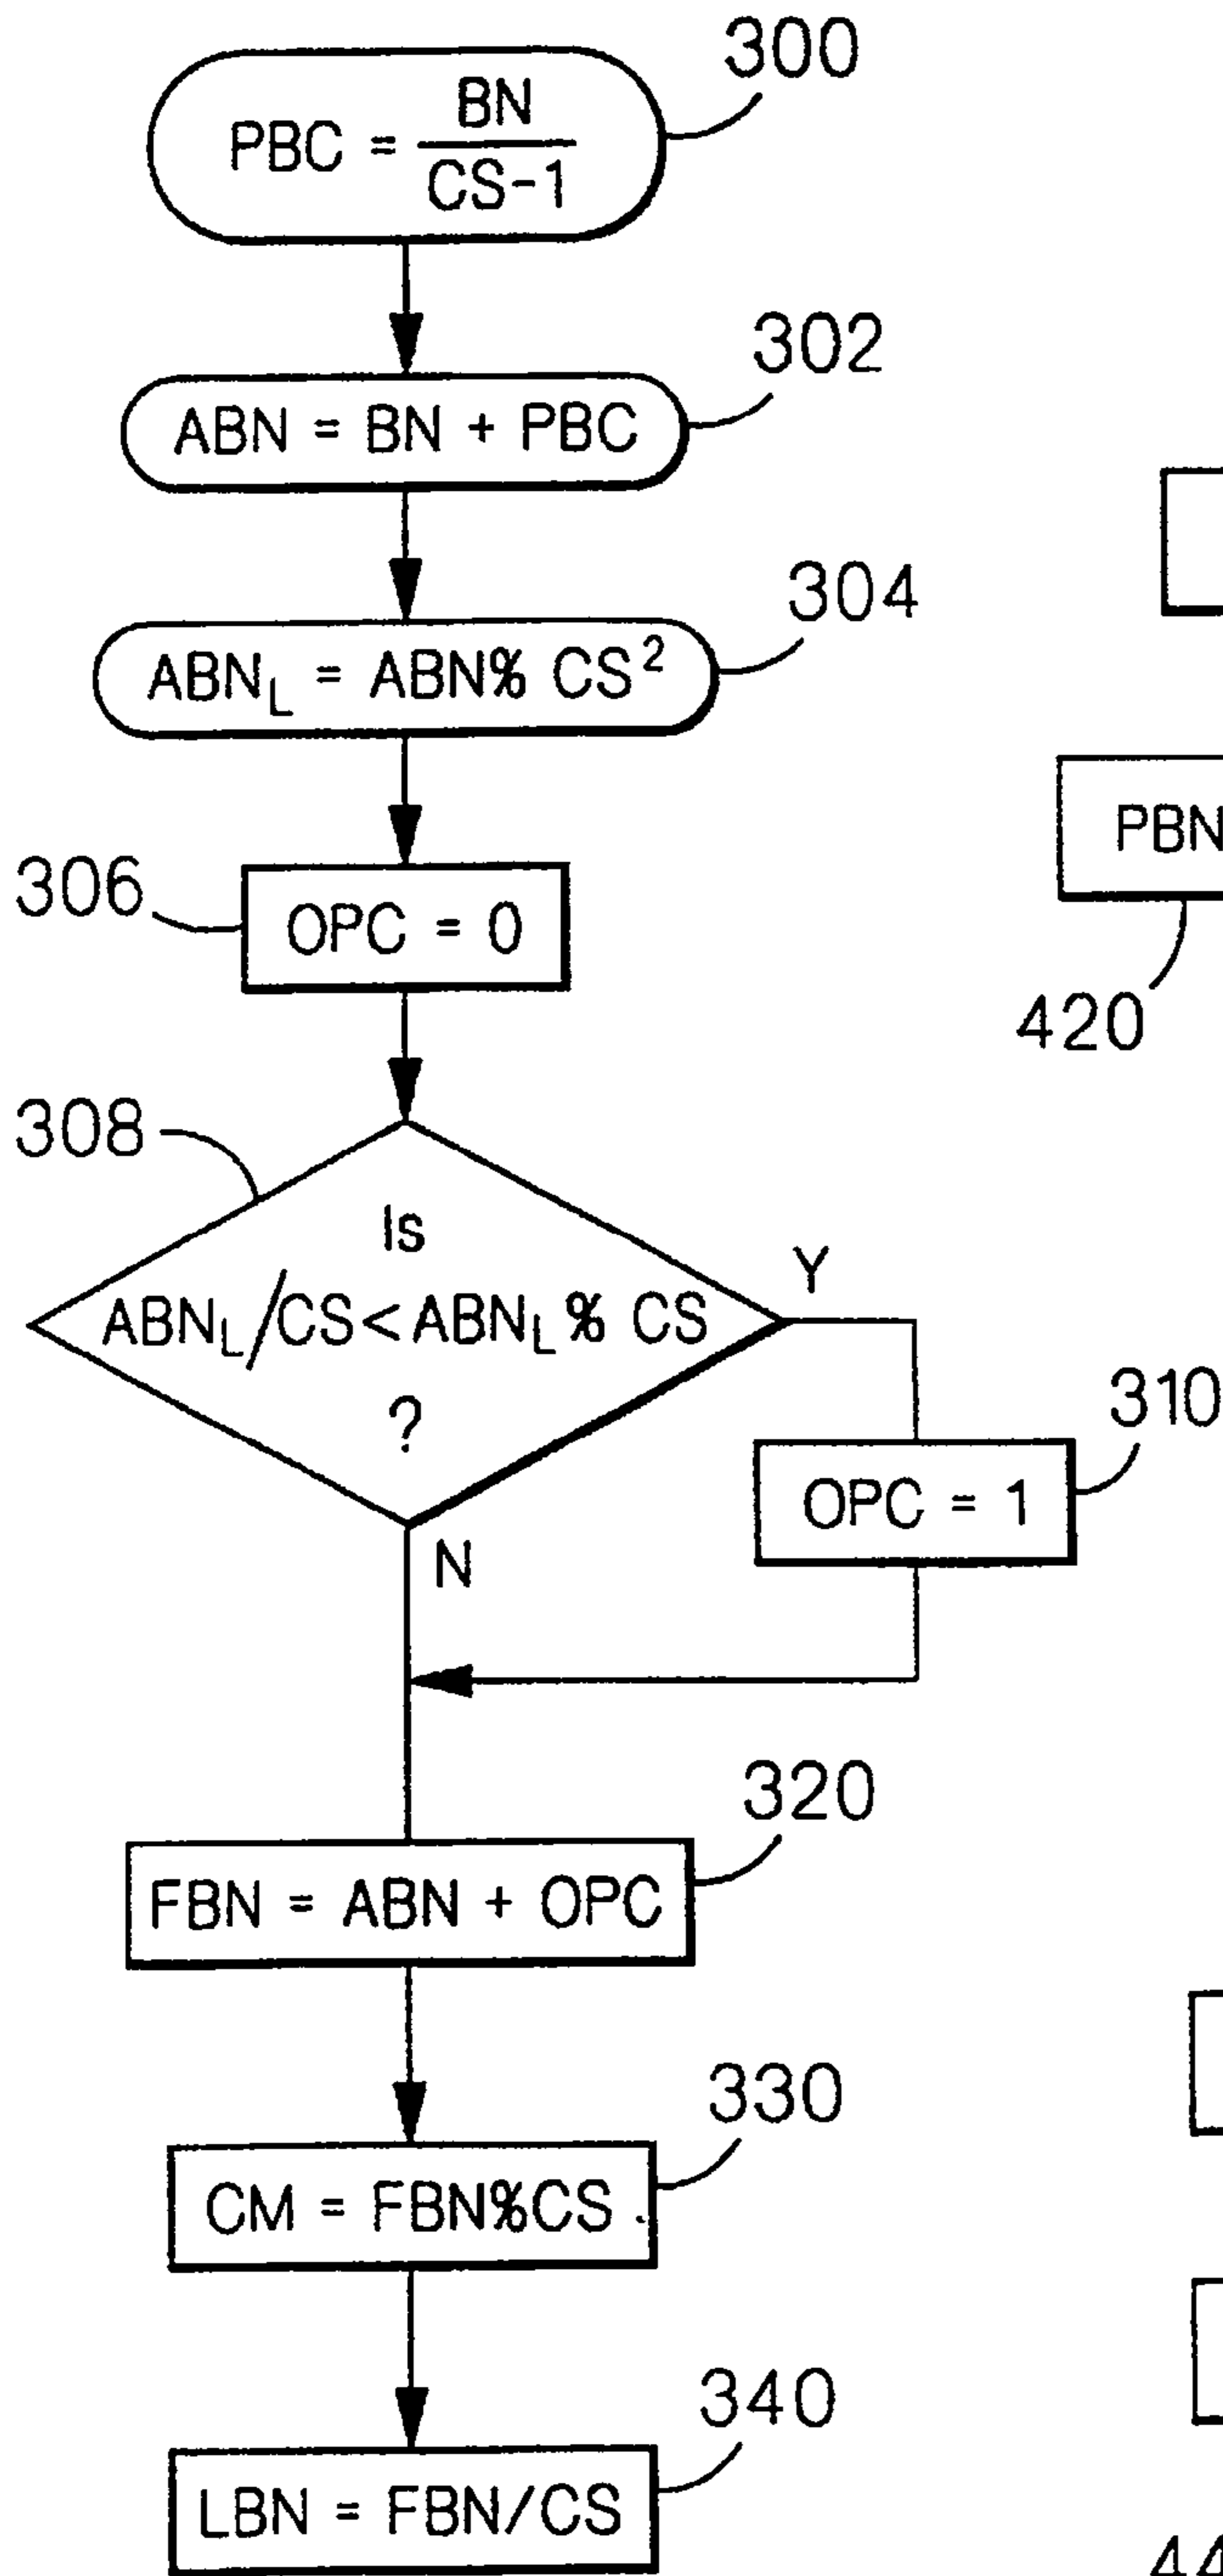 300
PBC = BN / CS-1
302
ABN = BN + PBC
304
ABN_L = ABN% CS²
306
OPC = 0
308
Is
ABN_L/CS<ABN_L% CS
?
Y
310
OPC = 1
N
320
FBN = ABN + OPC
330
CM = FBN%CS
340
LBN = FBN/CS
PBN
420
44